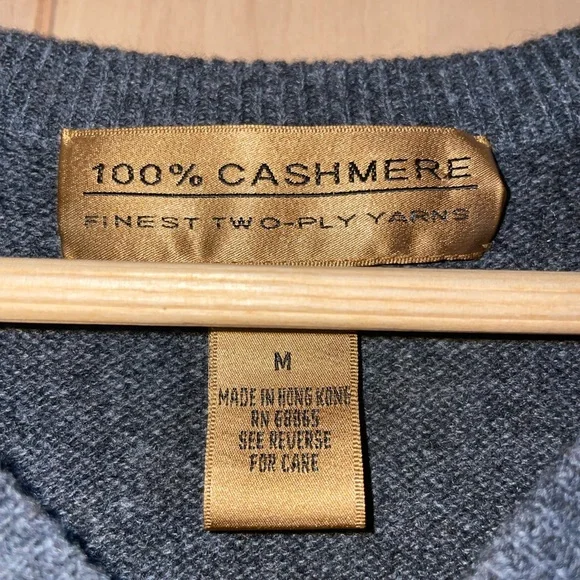 100% CASHMERE
FINEST TWO-PLY YARNS
M
MADE IN HONG KONG
RN 68865
SEE REVERSE
FOR CARE